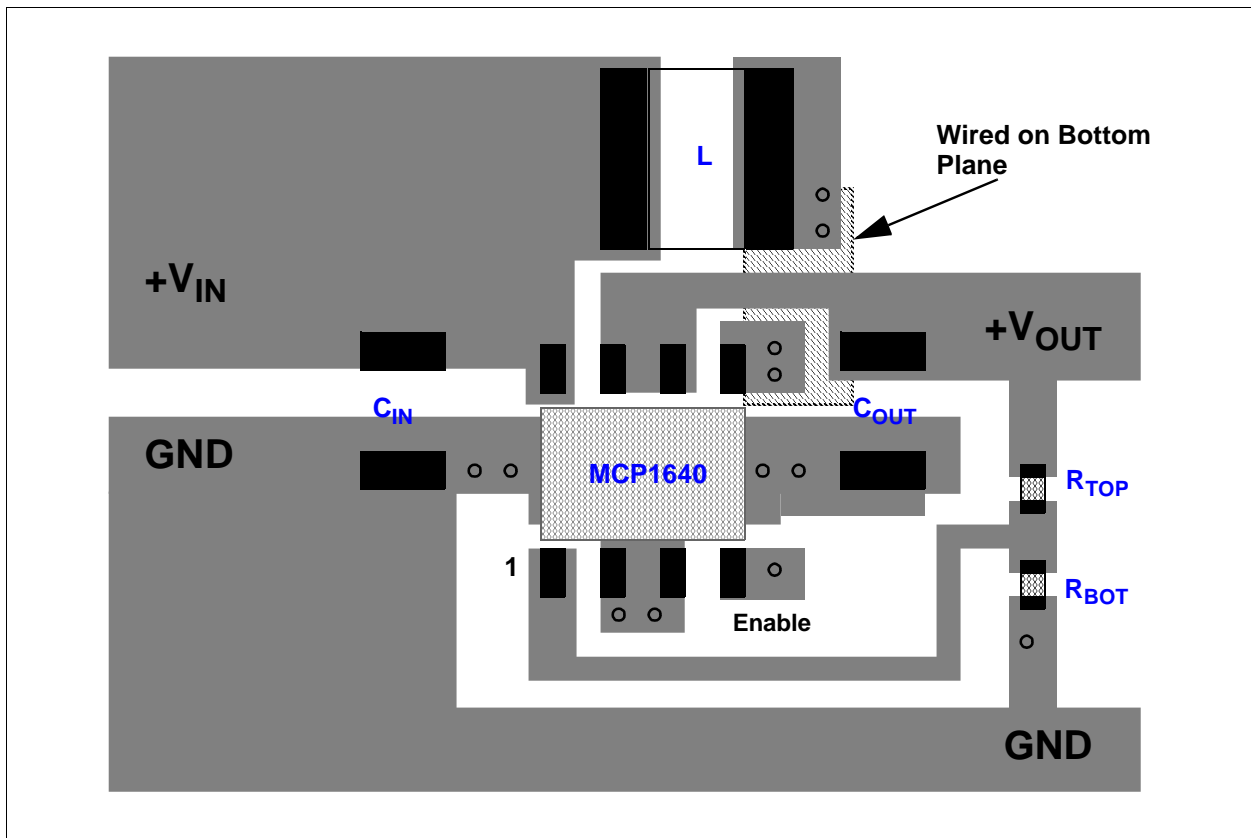 L
Wired on Bottom
Plane
+VIN
+VOUT
CIN
COUT
GND
MCP1640
RTOP
1
RBOT
Enable
GND